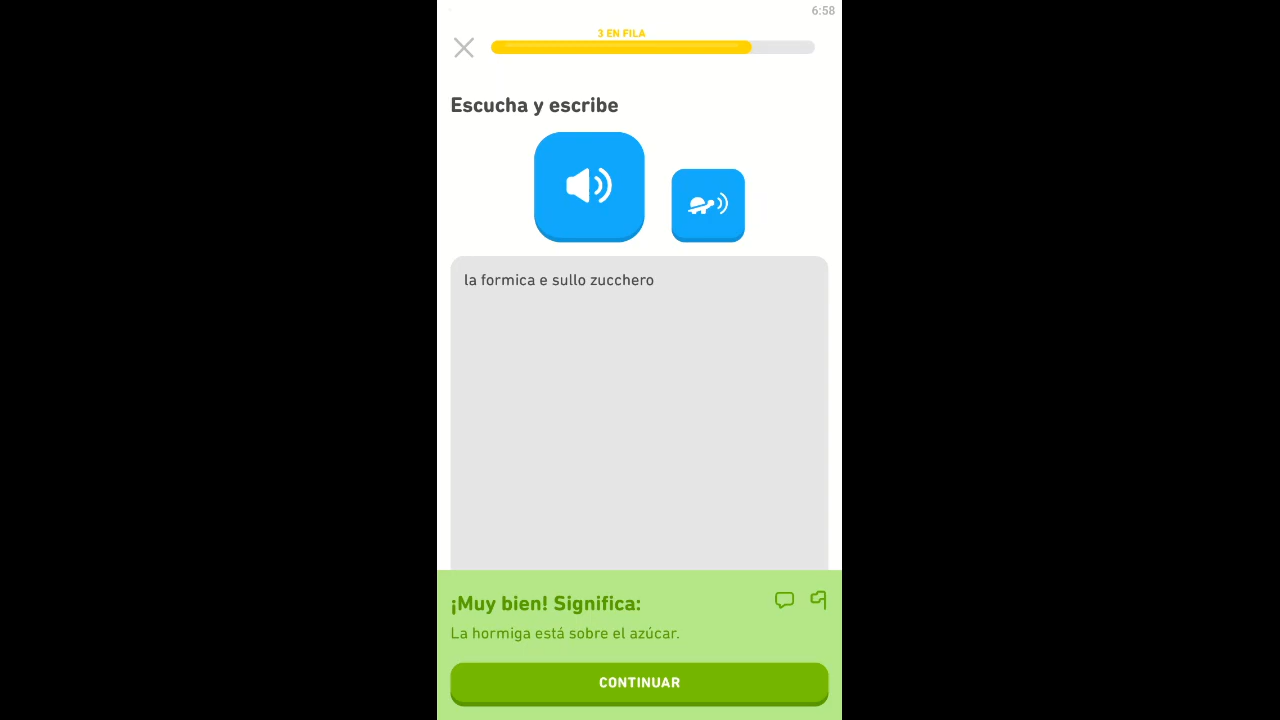 6:58
3 EN FILA
Escucha y escribe
la formica e sullo zucchero
¡Muy bien! Significa:
La hormiga está sobre el azúcar.
CONTINUAR